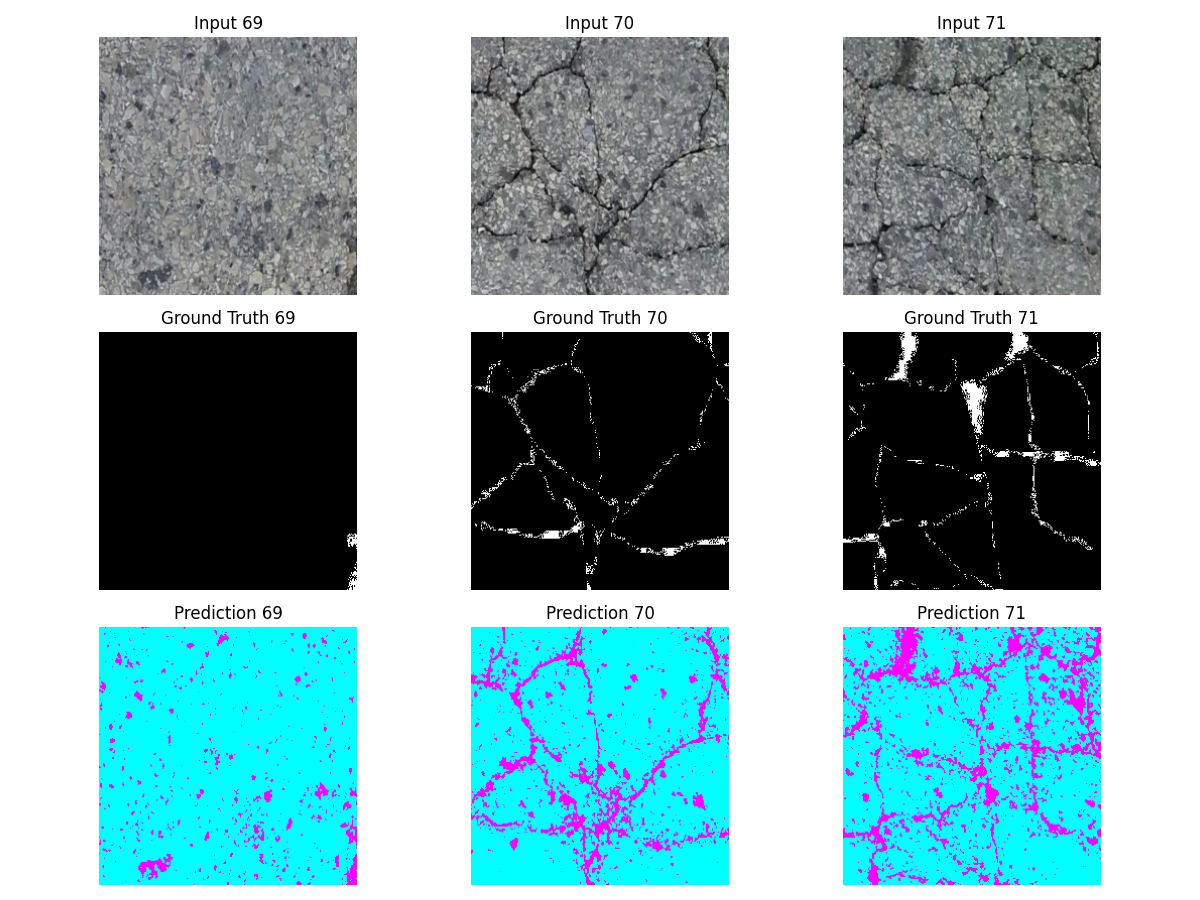 Input 69
Input 70
Input 71
Ground Truth 69
Ground Truth 70
Ground Truth 71
Prediction 69
Prediction 70
Prediction 71